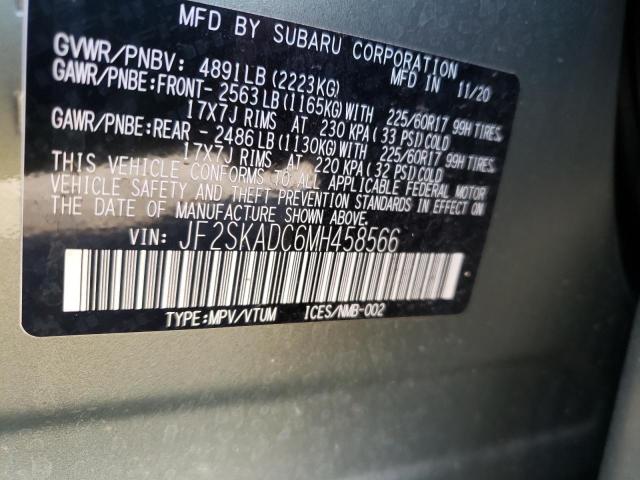 MFD BY SUBARU CORPORATION
MFD IN 11/20
GVWR/PNBV: 4891LB (2223KG)
GAWR/PNBE:FRONT- 2563LB (1165KG) WITH 225/60R17 99H TIRES,
17X7J RIMS AT 230 KPA (33 PSI) COLD
GAWR/PNBE:REAR - 2486LB (1130KG) WITH 225/60R17 99H TIRES,
17X7J RIMS AT 220 KPA (32 PSI) COLD
THIS VEHICLE CONFORMS TO ALL APPLICABLE FEDERAL MOTOR
VEHICLE SAFETY AND THEFT PREVENTION STANDARDS IN EFFECT
ON THE DATE OF MANUFACTURE SHOWN ABOVE.
VIN: JF2SKADC6MH458566
TYPE:MPV/VTUM ICES/NMB-002